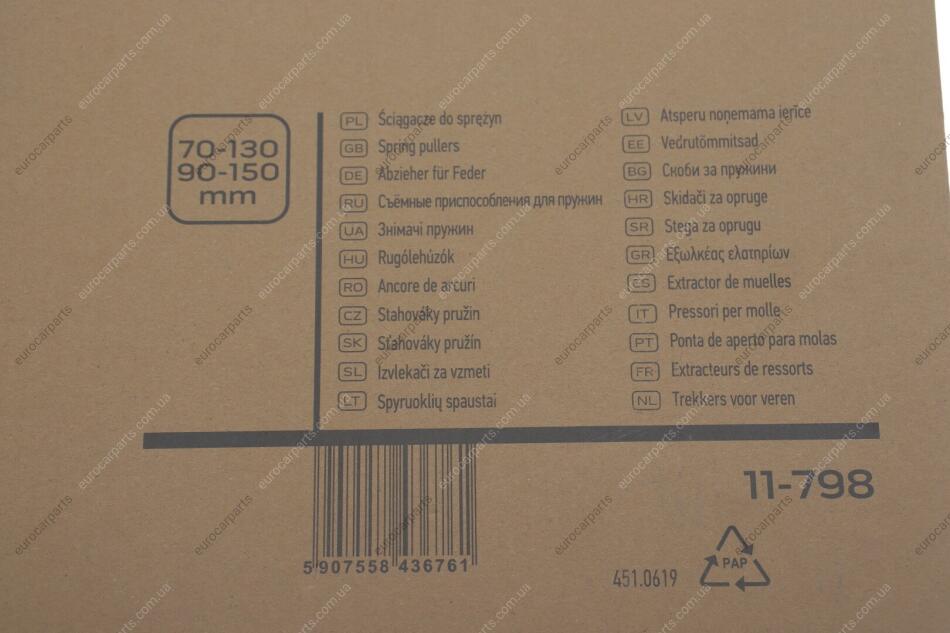 70-130
90-150
mm
PL Ściągacze do sprężyn
GB Spring pullers
DE Abzieher für Feder
RU Съёмные приспособления для пружин
UA Знімачі пружин
HU Rugólehúzók
RO Ancore de arcuri
CZ Stahováky pružin
SK Sťahováky pružín
SL Izvlekači za vzmeti
LT Spyruoklių spaustai
LV Atsperu noņemama ierīce
EE Vedrutõmmitsad
BG Скоби за пружини
HR Skidači za opruge
SR Stega za oprugu
GR Εξωλκέας ελατηρίων
ES Extractor de muelles
IT Pressori per molle
PT Ponta de aperto para molas
FR Extracteurs de ressorts
NL Trekkers voor veren
11-798
5 907558 436761
451.0619
PAP
eurocarparts.com.ua